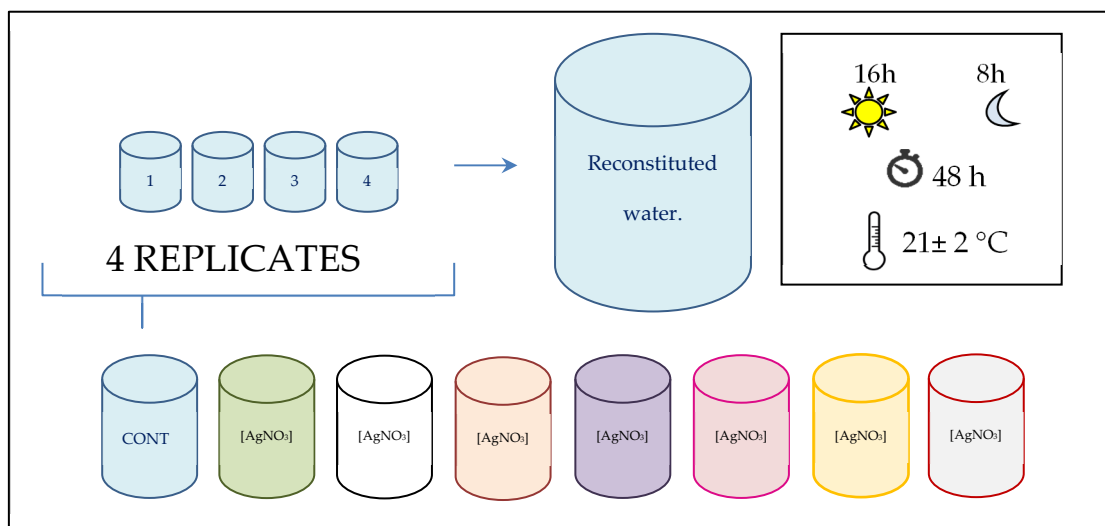 16h
8h
1
2
3
4
Reconstituted
water.
48 h
21± 2 °C
4 REPLICATES
CONT
[AgNO₃]
[AgNO₃]
[AgNO₃]
[AgNO₃]
[AgNO₃]
[AgNO₃]
[AgNO₃]